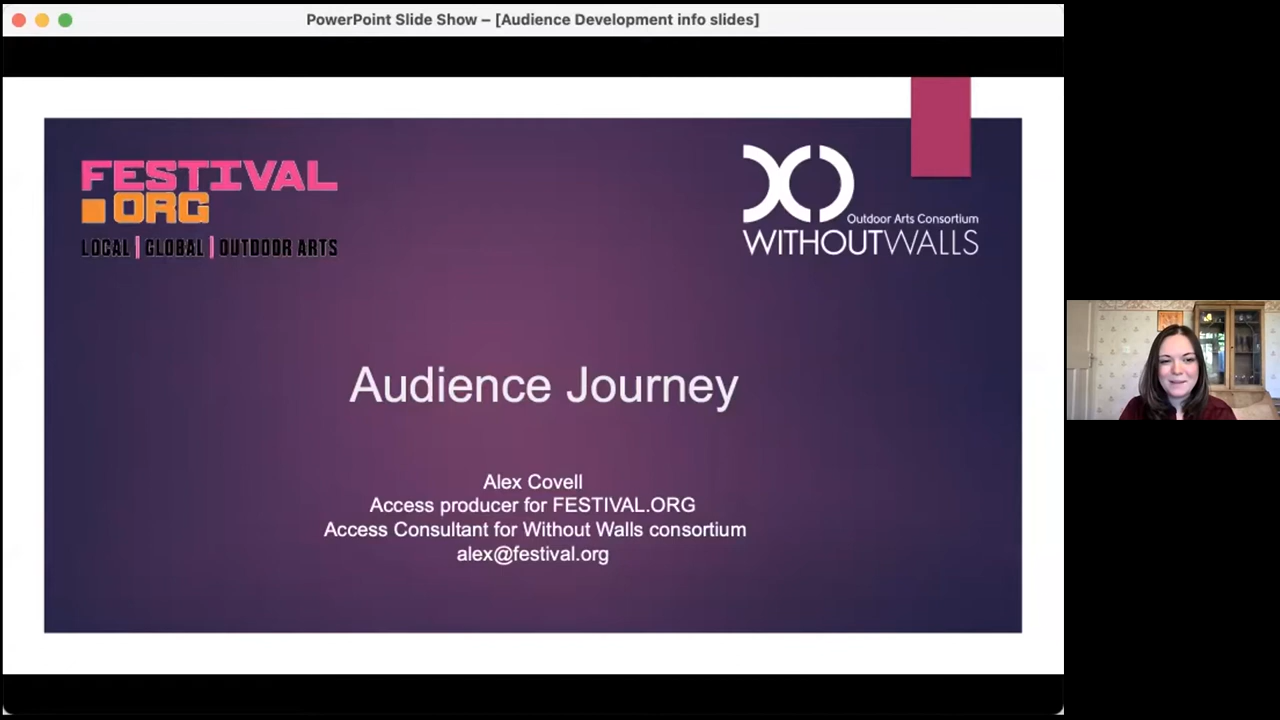 PowerPoint Slide Show – [Audience Development info slides]
FESTIVAL
.ORG
LOCAL | GLOBAL | OUTDOOR ARTS
Outdoor Arts Consortium
WITHOUTWALLS
Audience Journey
Alex Covell
Access producer for FESTIVAL.ORG
Access Consultant for Without Walls consortium
alex@festival.org